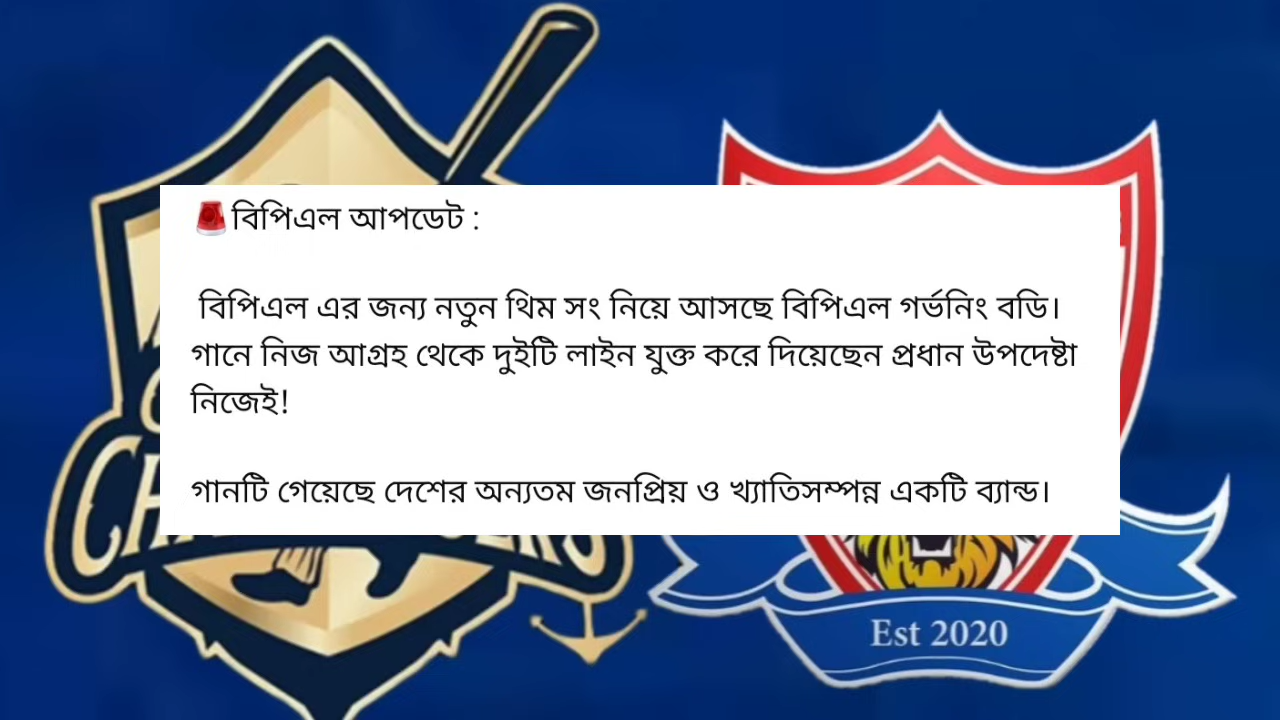 🚨বিপিএল আপডেট :
বিপিএল এর জন্য নতুন থিম সং নিয়ে আসছে বিপিএল গর্ভনিং বডি।
গানে নিজ আগ্রহ থেকে দুইটি লাইন যুক্ত করে দিয়েছেন প্রধান উপদেষ্টা
নিজেই!
গানটি গেয়েছে দেশের অন্যতম জনপ্রিয় ও খ্যাতিসম্পন্ন একটি ব্যান্ড।
Est 2020